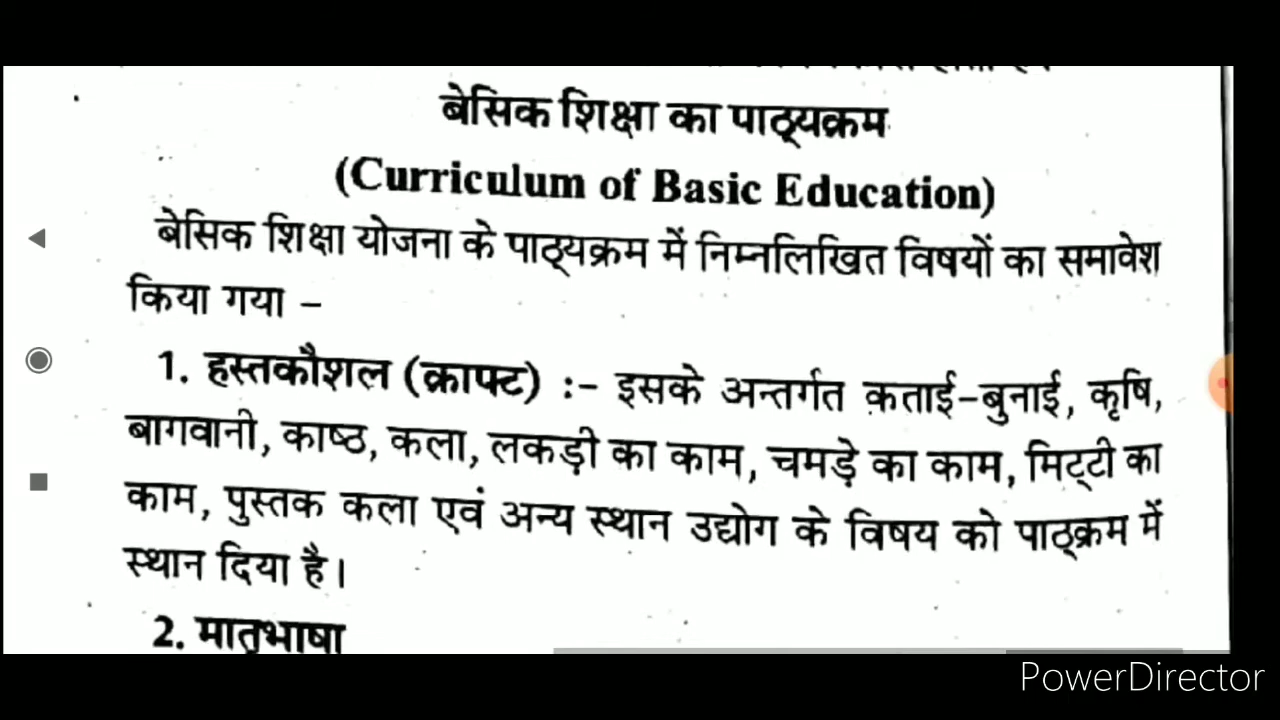 बेसिक शिक्षा का पाठ्यक्रम
(Curriculum of Basic Education)
बेसिक शिक्षा योजना के पाठ्यक्रम में निम्नलिखित विषयों का समावेश
किया गया –
1. हस्तकौशल (क्राफ्ट) :– इसके अन्तर्गत क़ताई–बुनाई, कृषि,
बागवानी, काष्ठ, कला, लकड़ी का काम, चमड़े का काम, मिट्टी का
काम, पुस्तक कला एवं अन्य स्थान उद्योग के विषय को पाठ्क्रम में
स्थान दिया है।
2. मातृभाषा
PowerDirector